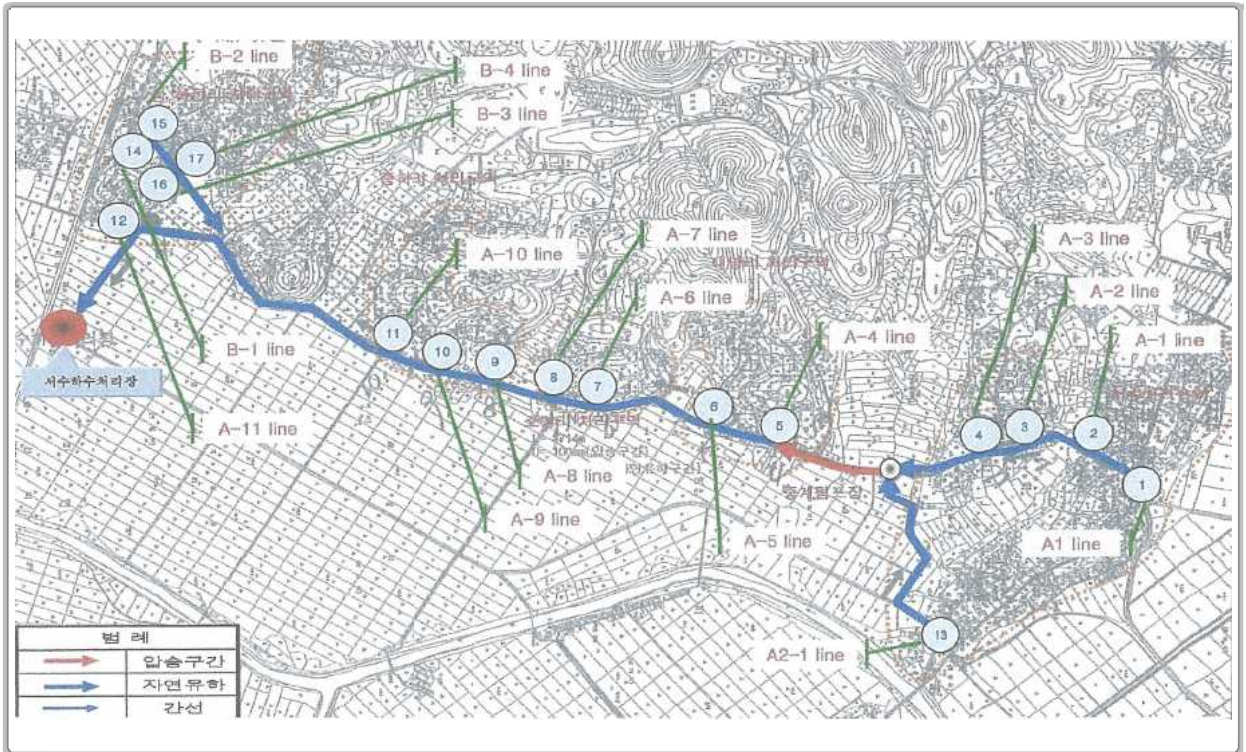 B-2 line
B-4 line
B-3 line
15
14
17
16
12
A-7 line
A-3 line
A-10 line
A-6 line
A-2 line
A-4 line
A-1 line
11
10
9
8
7
6
5
4
3
2
1
B-1 line
서수하수처리장
A-11 line
A-8 line
A-9 line
A-5 line
중계펌프장
A1 line
13
A2-1 line
범 례
압송구간
자연유하
간선